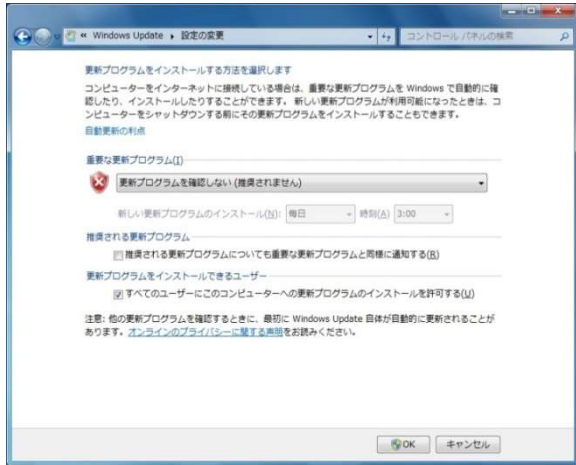 « Windows Update ▸ 設定の変更
コントロール パネルの検索
更新プログラムをインストールする方法を選択します
コンピューターをインターネットに接続している場合は、重要な更新プログラムを Windows で自動的に確
認したり、インストールしたりすることができます。 新しい更新プログラムが利用可能になったときは、コ
ンピューターをシャットダウンする前にその更新プログラムをインストールすることもできます。
自動更新の利点
重要な更新プログラム(I)
更新プログラムを確認しない (推奨されません)
新しい更新プログラムのインストール(N): 毎日 時刻(A) 3:00
推奨される更新プログラム
推奨される更新プログラムについても重要な更新プログラムと同様に通知する(R)
更新プログラムをインストールできるユーザー
すべてのユーザーにこのコンピューターへの更新プログラムのインストールを許可する(U)
注意: 他の更新プログラムを確認するときに、最初に Windows Update 自体が自動的に更新されることが
あります。オンラインのプライバシーに関する声明をお読みください。
OK キャンセル